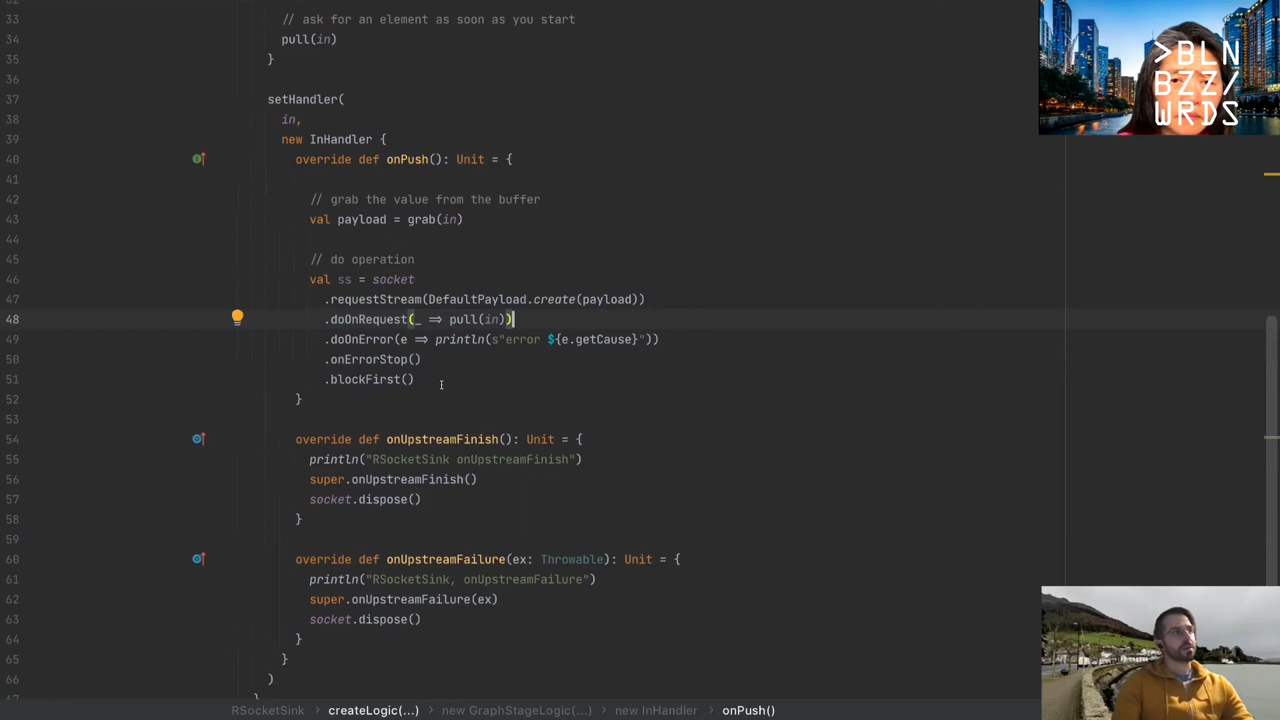 32
33 // ask for an element as soon as you start
34 pull(in)
35 }
36
37 setHandler(
38 in,
39 new InHandler {
40 override def onPush(): Unit = {
41
42 // grab the value from the buffer
43 val payload = grab(in)
44
45 // do operation
46 val ss = socket
47 .requestStream(DefaultPayload.create(payload))
48 .doOnRequest(_ ⇒ pull(in))
49 .doOnError(e ⇒ println(s"error ${e.getCause}"))
50 .onErrorStop()
51 .blockFirst()
52 }
53
54 override def onUpstreamFinish(): Unit = {
55 println("RSocketSink onUpstreamFinish")
56 super.onUpstreamFinish()
57 socket.dispose()
58 }
59
60 override def onUpstreamFailure(ex: Throwable): Unit = {
61 println("RSocketSink, onUpstreamFailure")
62 super.onUpstreamFailure(ex)
63 socket.dispose()
64 }
65 }
66 )
67 }
RSocketSink > createLogic(...) > new GraphStageLogic(...) > new InHandler > onPush()
>BLN
BZZ/
WRDS